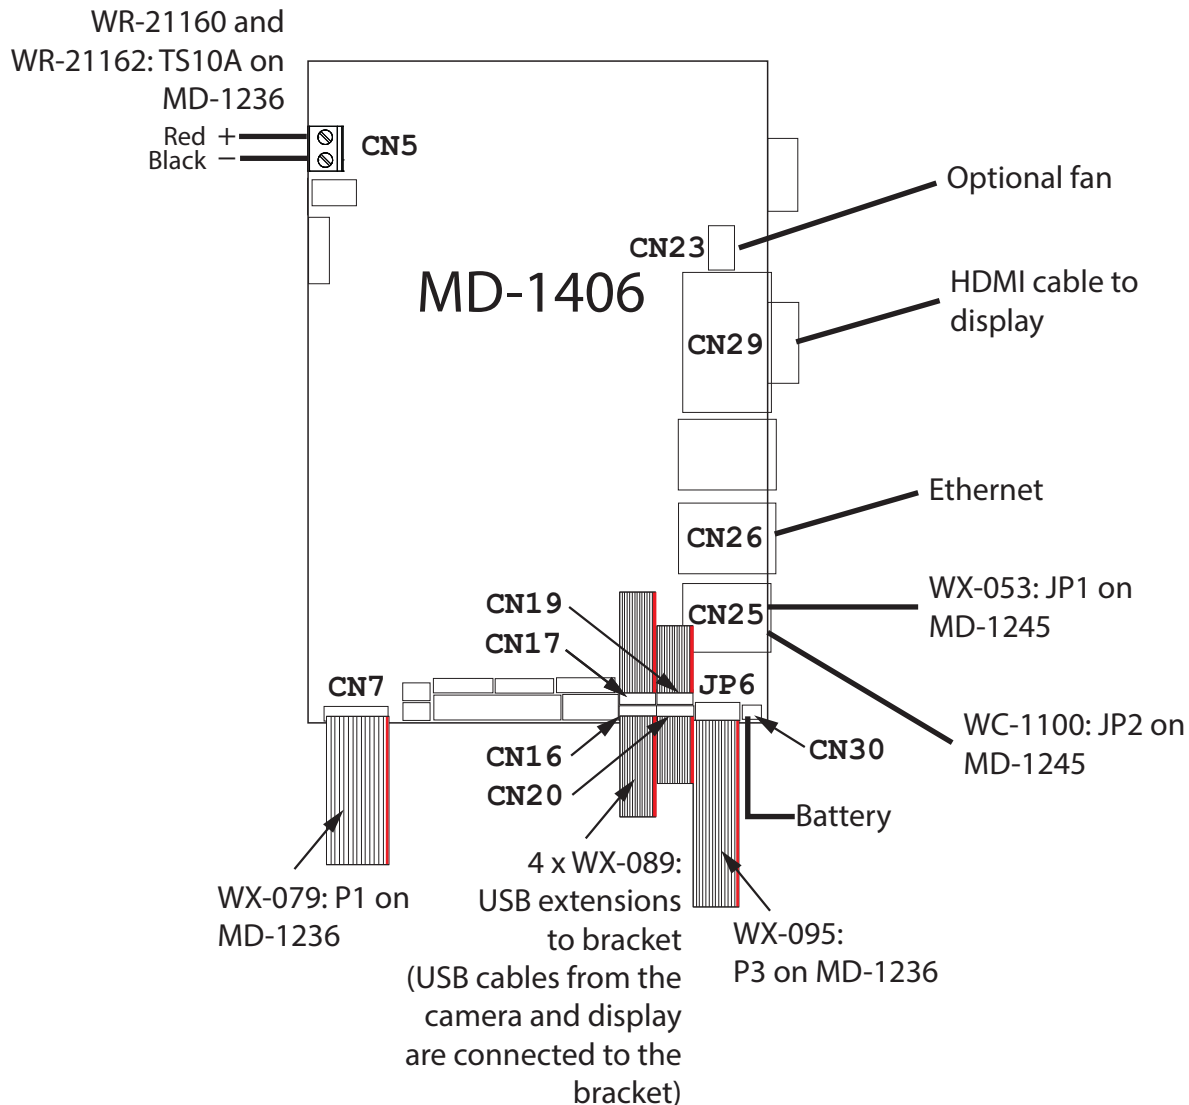 WR-21160 and
WR-21162: TS10A on
MD-1236
Red +
Black −
CN5
Optional fan
CN23
MD-1406
HDMI cable to
display
CN29
Ethernet
CN26
CN19
CN17
CN25
WX-053: JP1 on
MD-1245
CN7
JP6
WC-1100: JP2 on
MD-1245
CN16
CN20
CN30
Battery
WX-079: P1 on
MD-1236
4 x WX-089:
USB extensions
to bracket
(USB cables from the
camera and display
are connected to the
bracket)
WX-095:
P3 on MD-1236